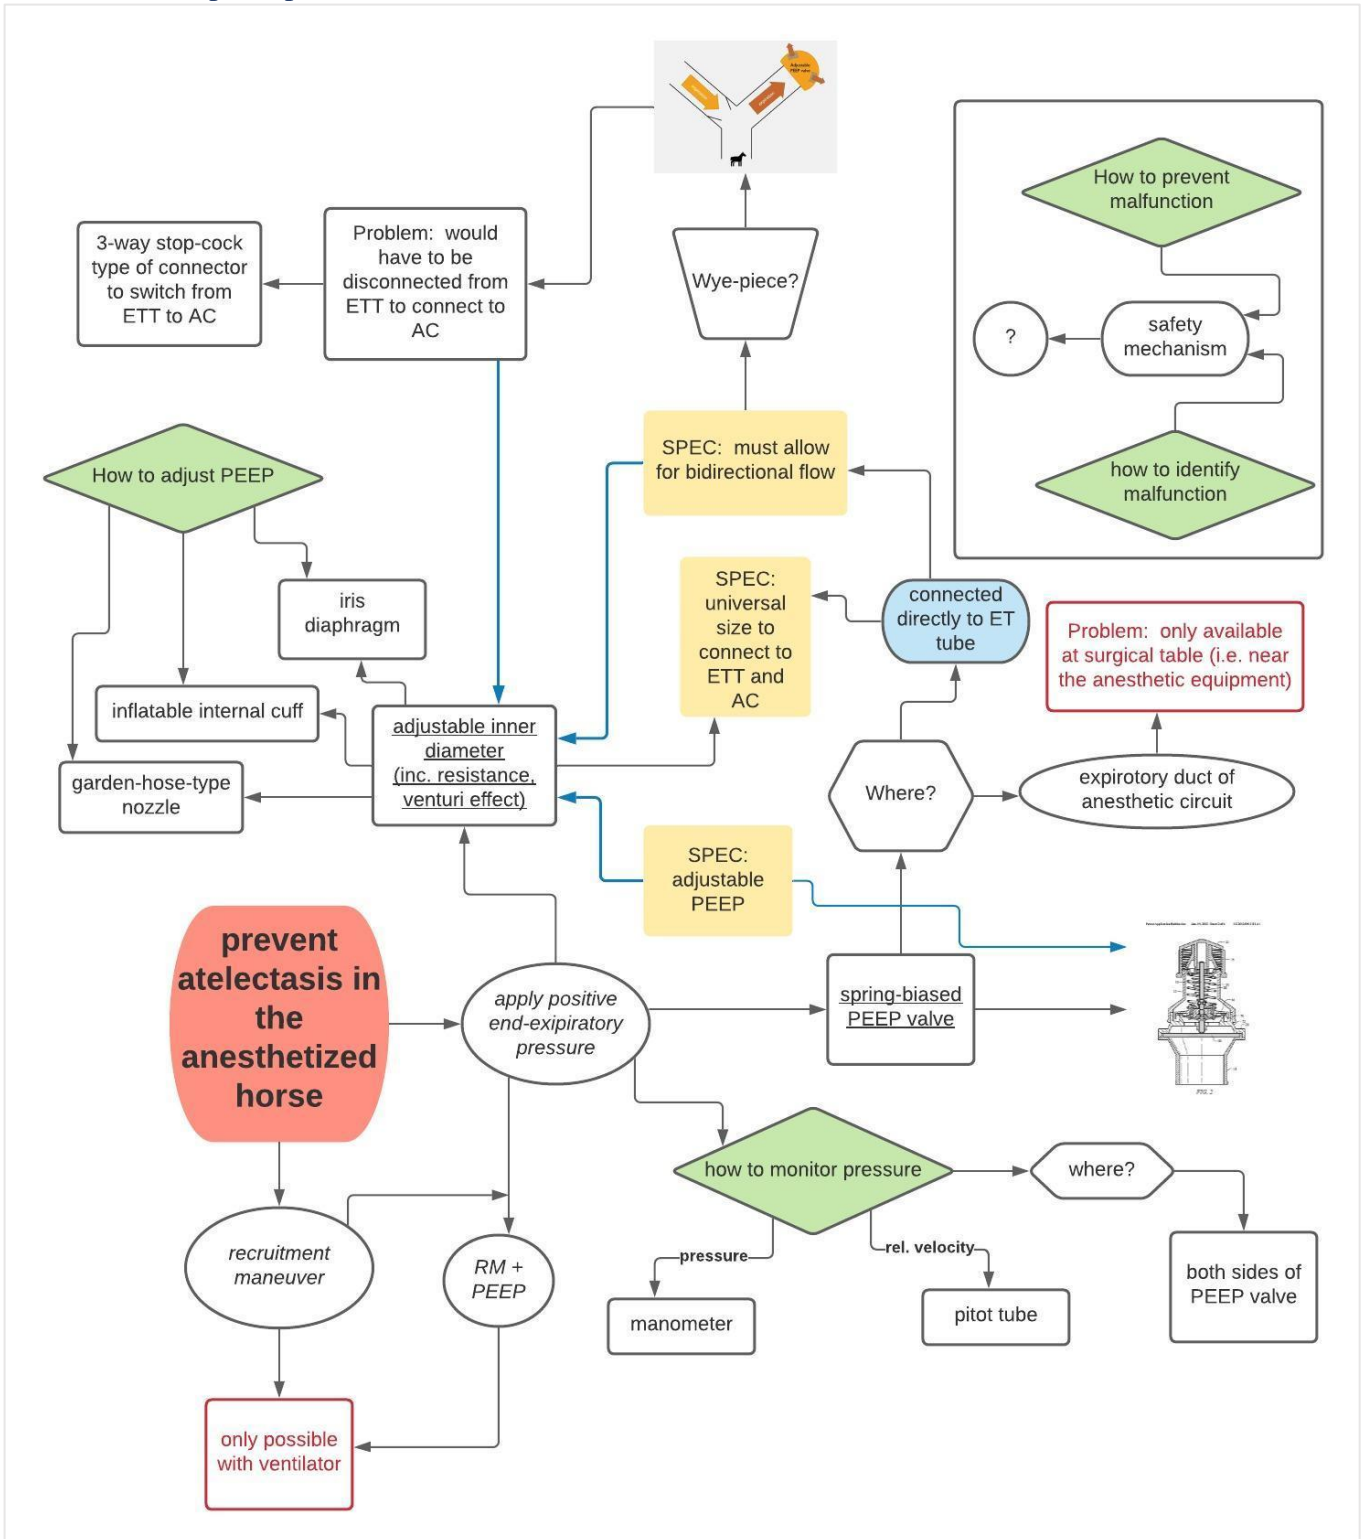 Adjustable
PEEP valve
3-way stop-cock
type of connector
to switch from
ETT to AC
Problem: would
have to be
disconnected from
ETT to connect to
AC
Wye-piece?
How to prevent
malfunction
safety
mechanism
?
how to identify
malfunction
SPEC: must allow
for bidirectional flow
How to adjust PEEP
iris
diaphragm
inflatable internal cuff
garden-hose-type
nozzle
adjustable inner
diameter
(inc. resistance,
venturi effect)
SPEC:
universal
size to
connect to
ETT and
AC
connected
directly to ET
tube
Problem: only available
at surgical table (i.e. near
the anesthetic equipment)
Where?
expirotory duct of
anesthetic circuit
SPEC:
adjustable
PEEP
prevent
atelectasis in
the
anesthetized
horse
apply positive
end-exipiratory
pressure
spring-biased
PEEP valve
FIG. 2
how to monitor pressure
where?
both sides of
PEEP valve
pressure
rel. velocity
manometer
pitot tube
recruitment
maneuver
RM +
PEEP
only possible
with ventilator